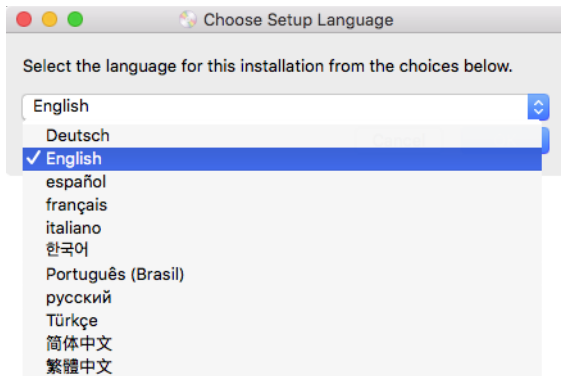 Choose Setup Language
Select the language for this installation from the choices below.
English
Deutsch
Cancel
✓ English
español
français
italiano
한국어
Português (Brasil)
русский
Türkçe
简体中文
繁體中文